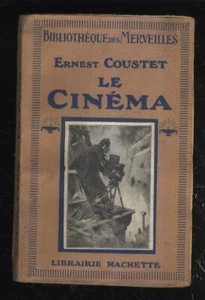 BIBLIOTHÈQUE DES MERVEILLES
ERNEST COUSTET
LE
CINÉMA
LIBRAIRIE HACHETTE